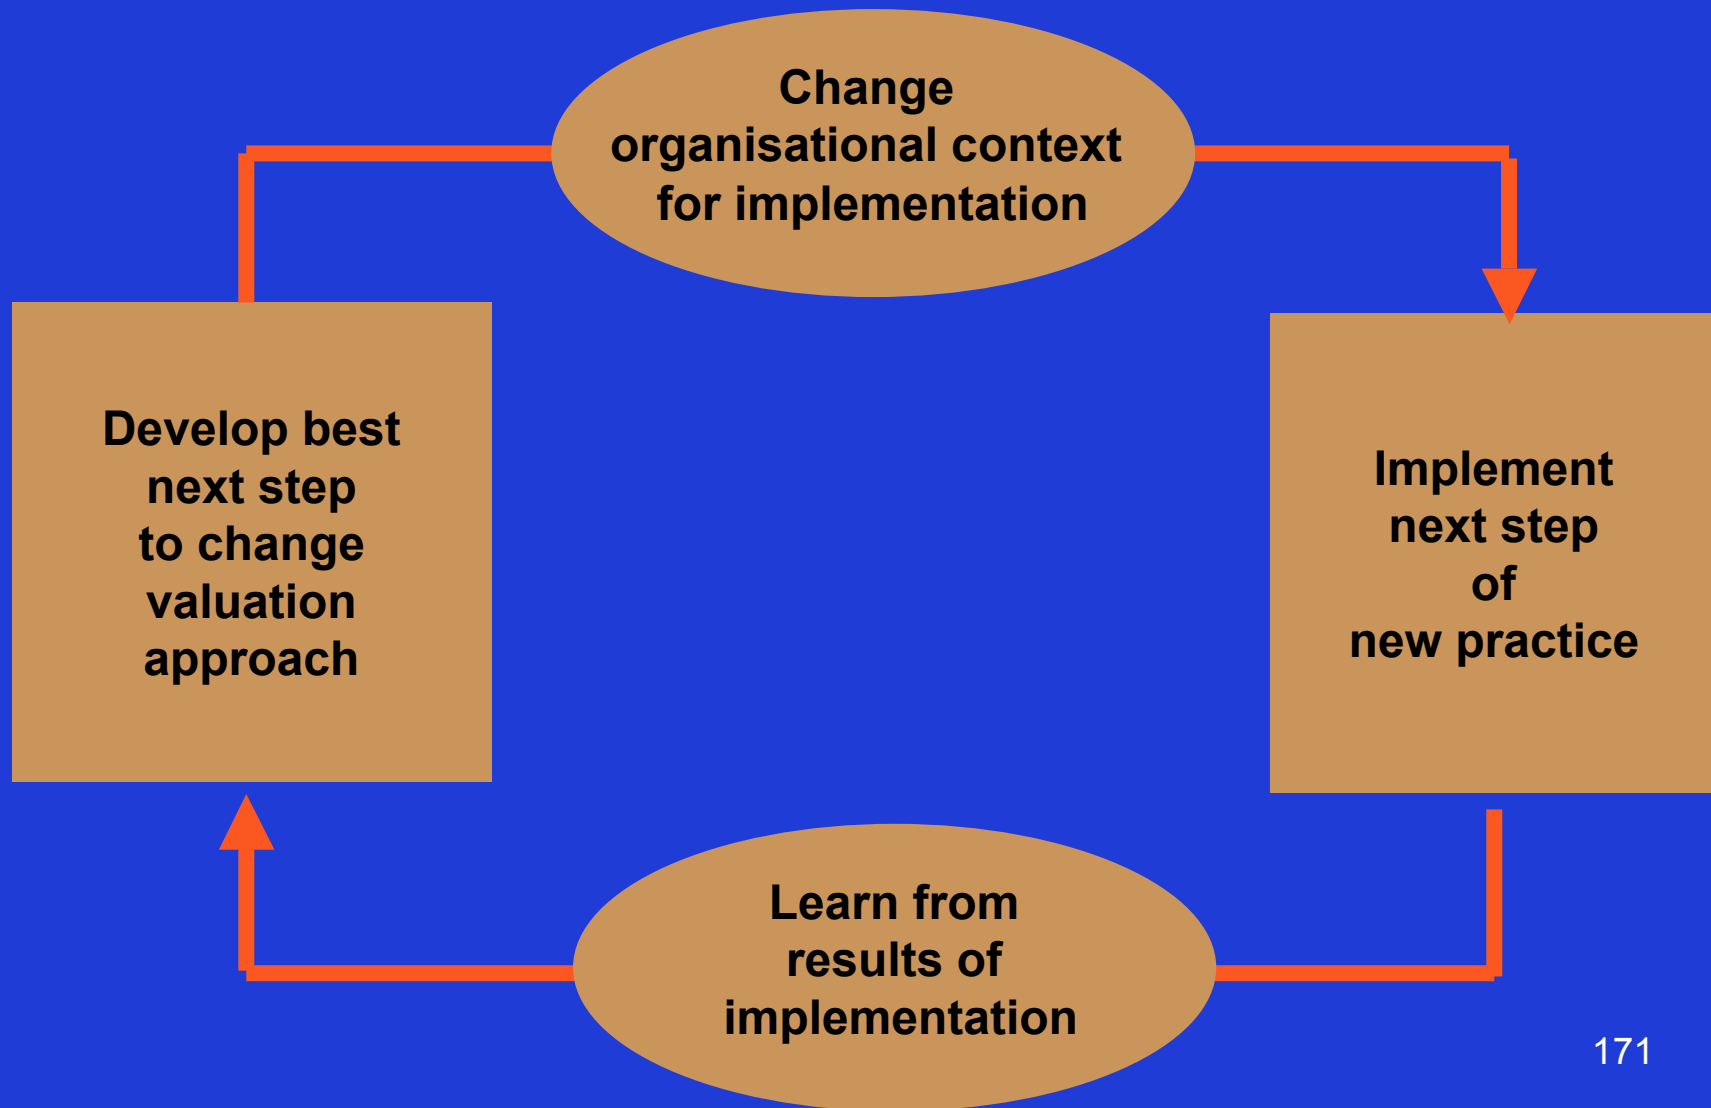 Change
organisational context
for implementation
Develop best
next step
to change
valuation
approach
Implement
next step
of
new practice
Learn from
results of
implementation
171